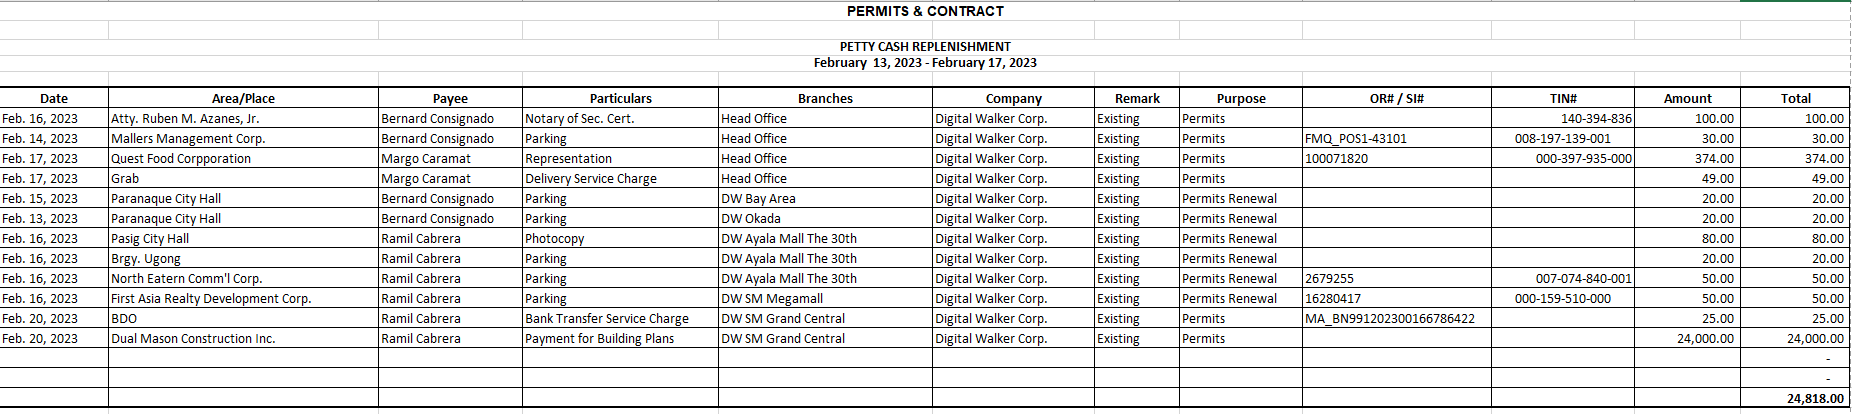 PERMITS & CONTRACT
PETTY CASH REPLENISHMENT
February 13, 2023 - February 17, 2023
Date Area/Place Payee Particulars Branches Company Remark Purpose OR# / SI# TIN# Amount Total
Feb. 16, 2023 Atty. Ruben M. Azanes, Jr. Bernard Consignado Notary of Sec. Cert. Head Office Digital Walker Corp. Existing Permits 140-394-836 100.00 100.00
Feb. 14, 2023 Mallers Management Corp. Bernard Consignado Parking Head Office Digital Walker Corp. Existing Permits FMQ_POS1-43101 008-197-139-001 30.00 30.00
Feb. 17, 2023 Quest Food Corpporation Margo Caramat Representation Head Office Digital Walker Corp. Existing Permits 100071820 000-397-935-000 374.00 374.00
Feb. 17, 2023 Grab Margo Caramat Delivery Service Charge Head Office Digital Walker Corp. Existing Permits 49.00 49.00
Feb. 15, 2023 Paranaque City Hall Bernard Consignado Parking DW Bay Area Digital Walker Corp. Existing Permits Renewal 20.00 20.00
Feb. 13, 2023 Paranaque City Hall Bernard Consignado Parking DW Okada Digital Walker Corp. Existing Permits Renewal 20.00 20.00
Feb. 16, 2023 Pasig City Hall Ramil Cabrera Photocopy DW Ayala Mall The 30th Digital Walker Corp. Existing Permits Renewal 80.00 80.00
Feb. 16, 2023 Brgy. Ugong Ramil Cabrera Parking DW Ayala Mall The 30th Digital Walker Corp. Existing Permits Renewal 20.00 20.00
Feb. 16, 2023 North Eatern Comm'l Corp. Ramil Cabrera Parking DW Ayala Mall The 30th Digital Walker Corp. Existing Permits Renewal 2679255 007-074-840-001 50.00 50.00
Feb. 16, 2023 First Asia Realty Development Corp. Ramil Cabrera Parking DW SM Megamall Digital Walker Corp. Existing Permits Renewal 16280417 000-159-510-000 50.00 50.00
Feb. 20, 2023 BDO Ramil Cabrera Bank Transfer Service Charge DW SM Grand Central Digital Walker Corp. Existing Permits MA_BN991202300166786422 25.00 25.00
Feb. 20, 2023 Dual Mason Construction Inc. Ramil Cabrera Payment for Building Plans DW SM Grand Central Digital Walker Corp. Existing Permits 24,000.00 24,000.00
-
-
24,818.00